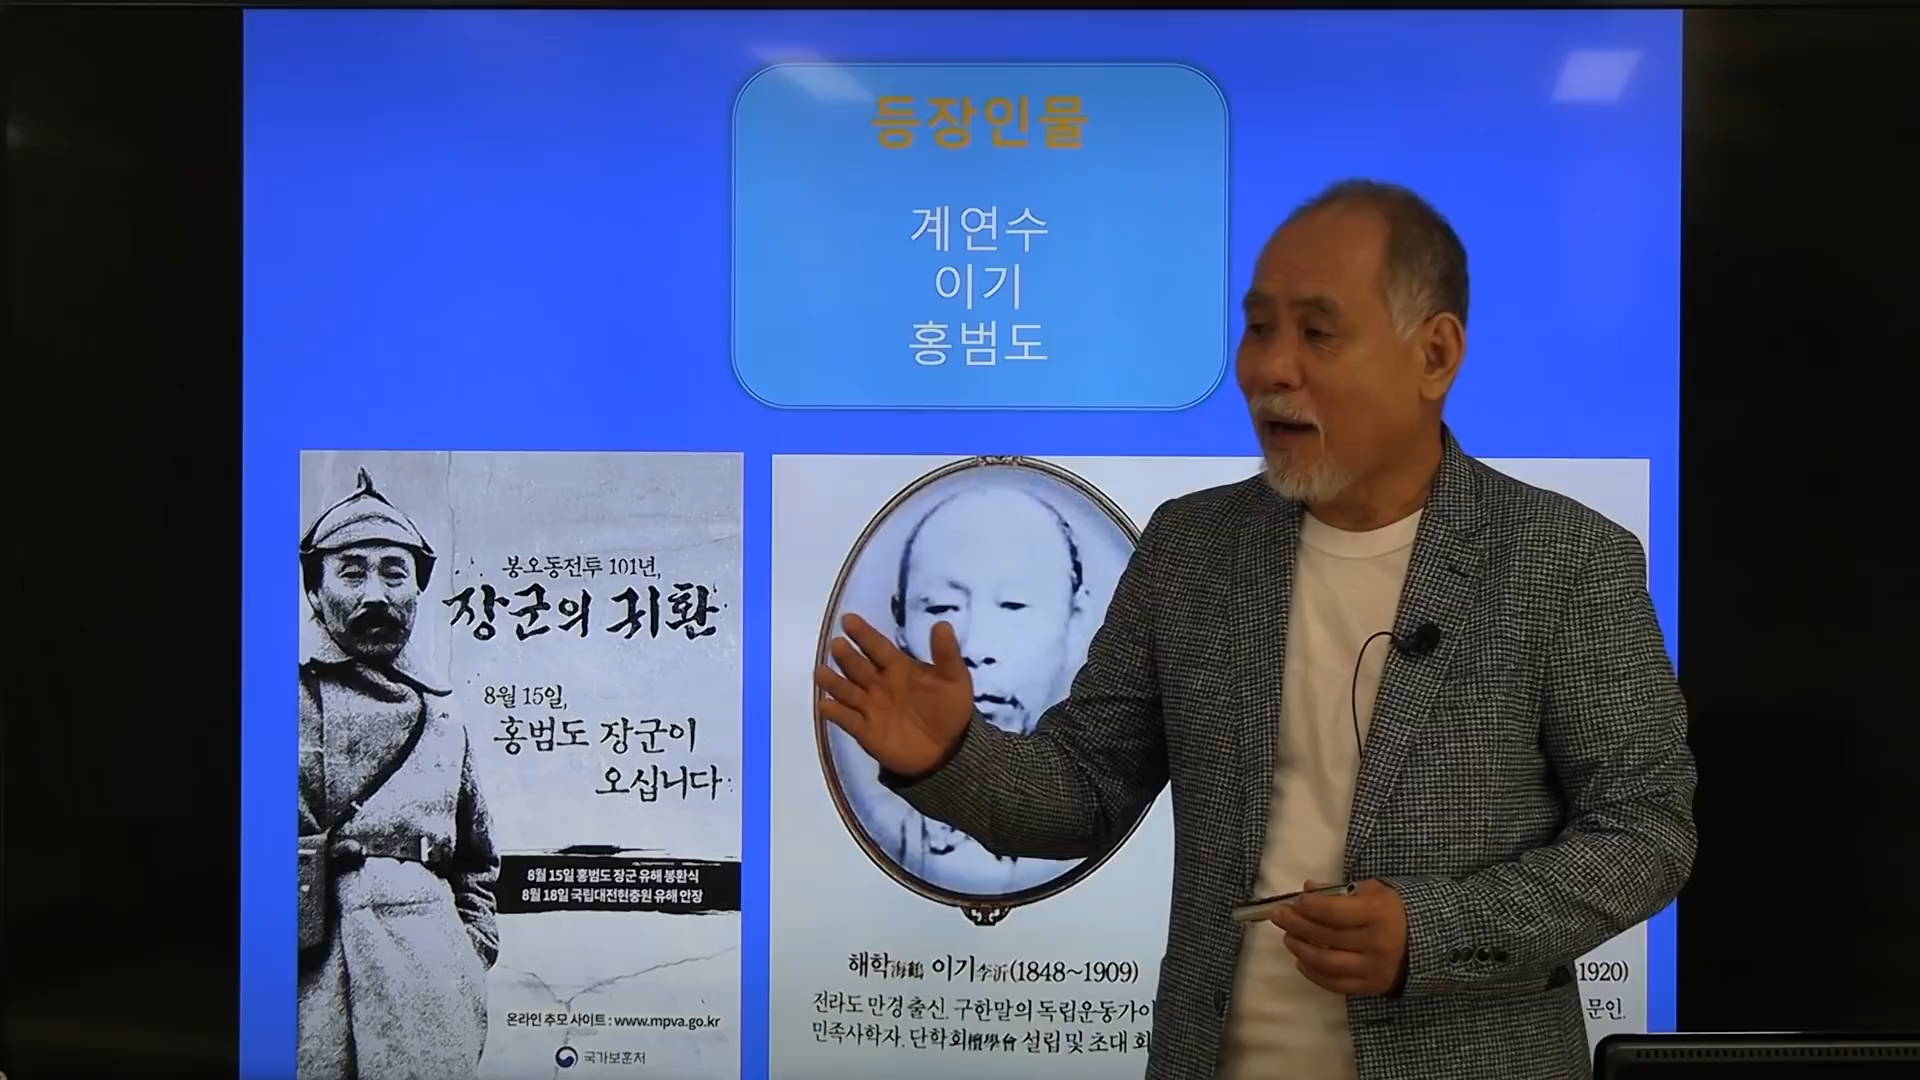 등장인물
계연수
이기
홍범도
봉오동전투 101년,
장군의 귀환
8월 15일,
홍범도 장군이
오십니다
8월 15일 홍범도 장군 유해 봉환식
8월 18일 국립대전현충원 유해 안장
온라인 추모 사이트 : www.mpva.go.kr
국가보훈처
해학海鶴 이기李沂(1848~1909)
전라도 만경 출신. 구한말의 독립운동가이
민족사학자. 단학회檀學會 설립 및 초대 회
1920)
문인.